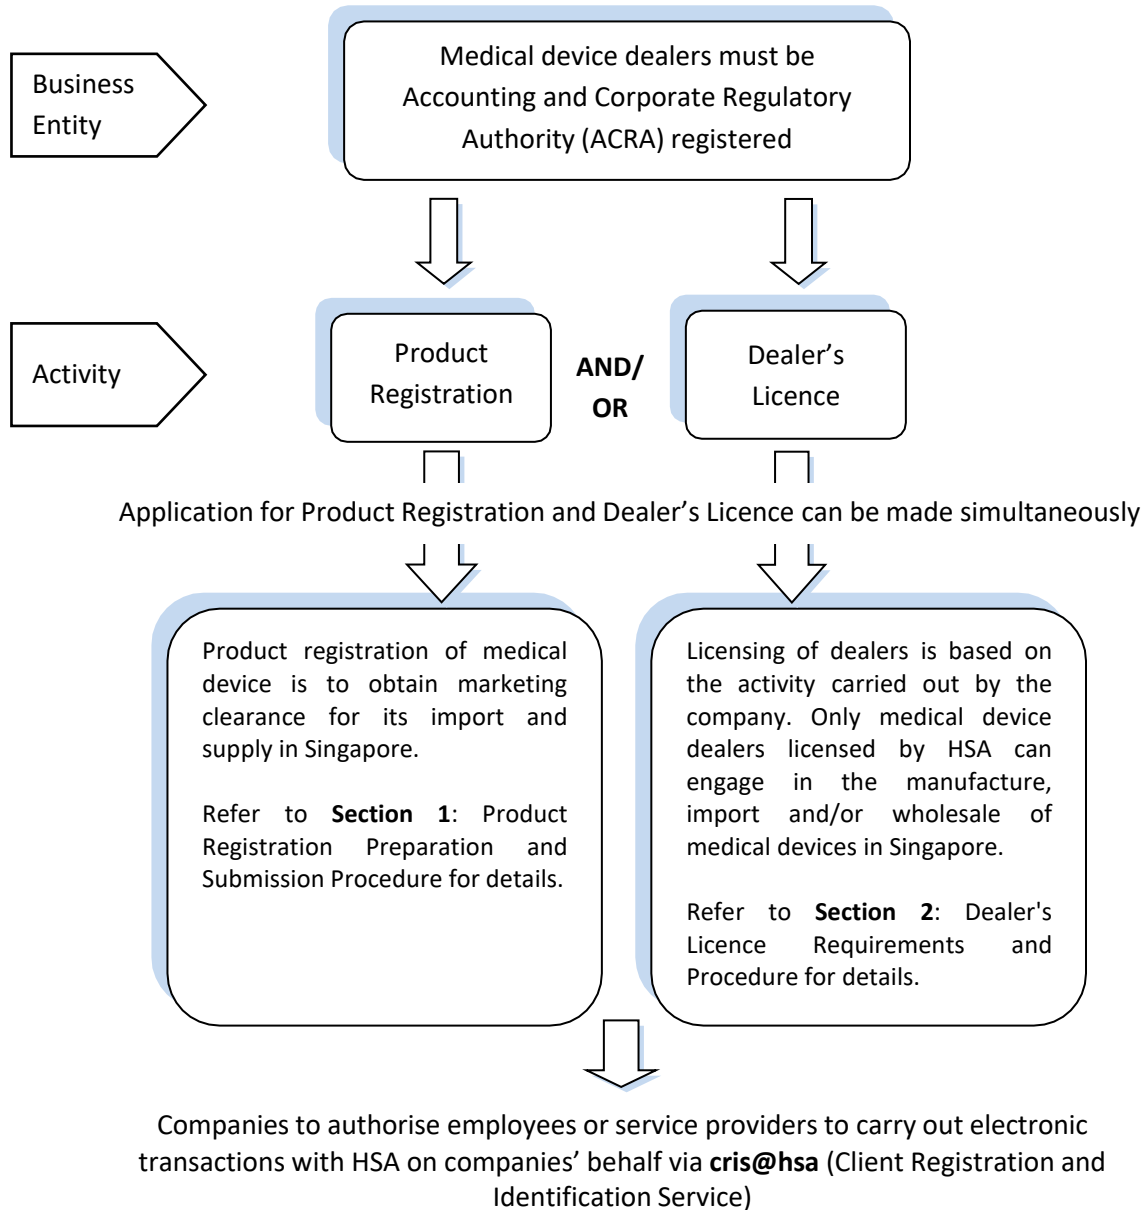 Business
Entity
Medical device dealers must be
Accounting and Corporate Regulatory
Authority (ACRA) registered
Activity
Product
Registration
AND/
OR
Dealer’s
Licence
Application for Product Registration and Dealer’s Licence can be made simultaneously
Product registration of medical
device is to obtain marketing
clearance for its import and
supply in Singapore.
Refer to Section 1: Product
Registration Preparation and
Submission Procedure for details.
Licensing of dealers is based on
the activity carried out by the
company. Only medical device
dealers licensed by HSA can
engage in the manufacture,
import and/or wholesale of
medical devices in Singapore.
Refer to Section 2: Dealer's
Licence Requirements and
Procedure for details.
Companies to authorise employees or service providers to carry out electronic
transactions with HSA on companies’ behalf via cris@hsa (Client Registration and
Identification Service)